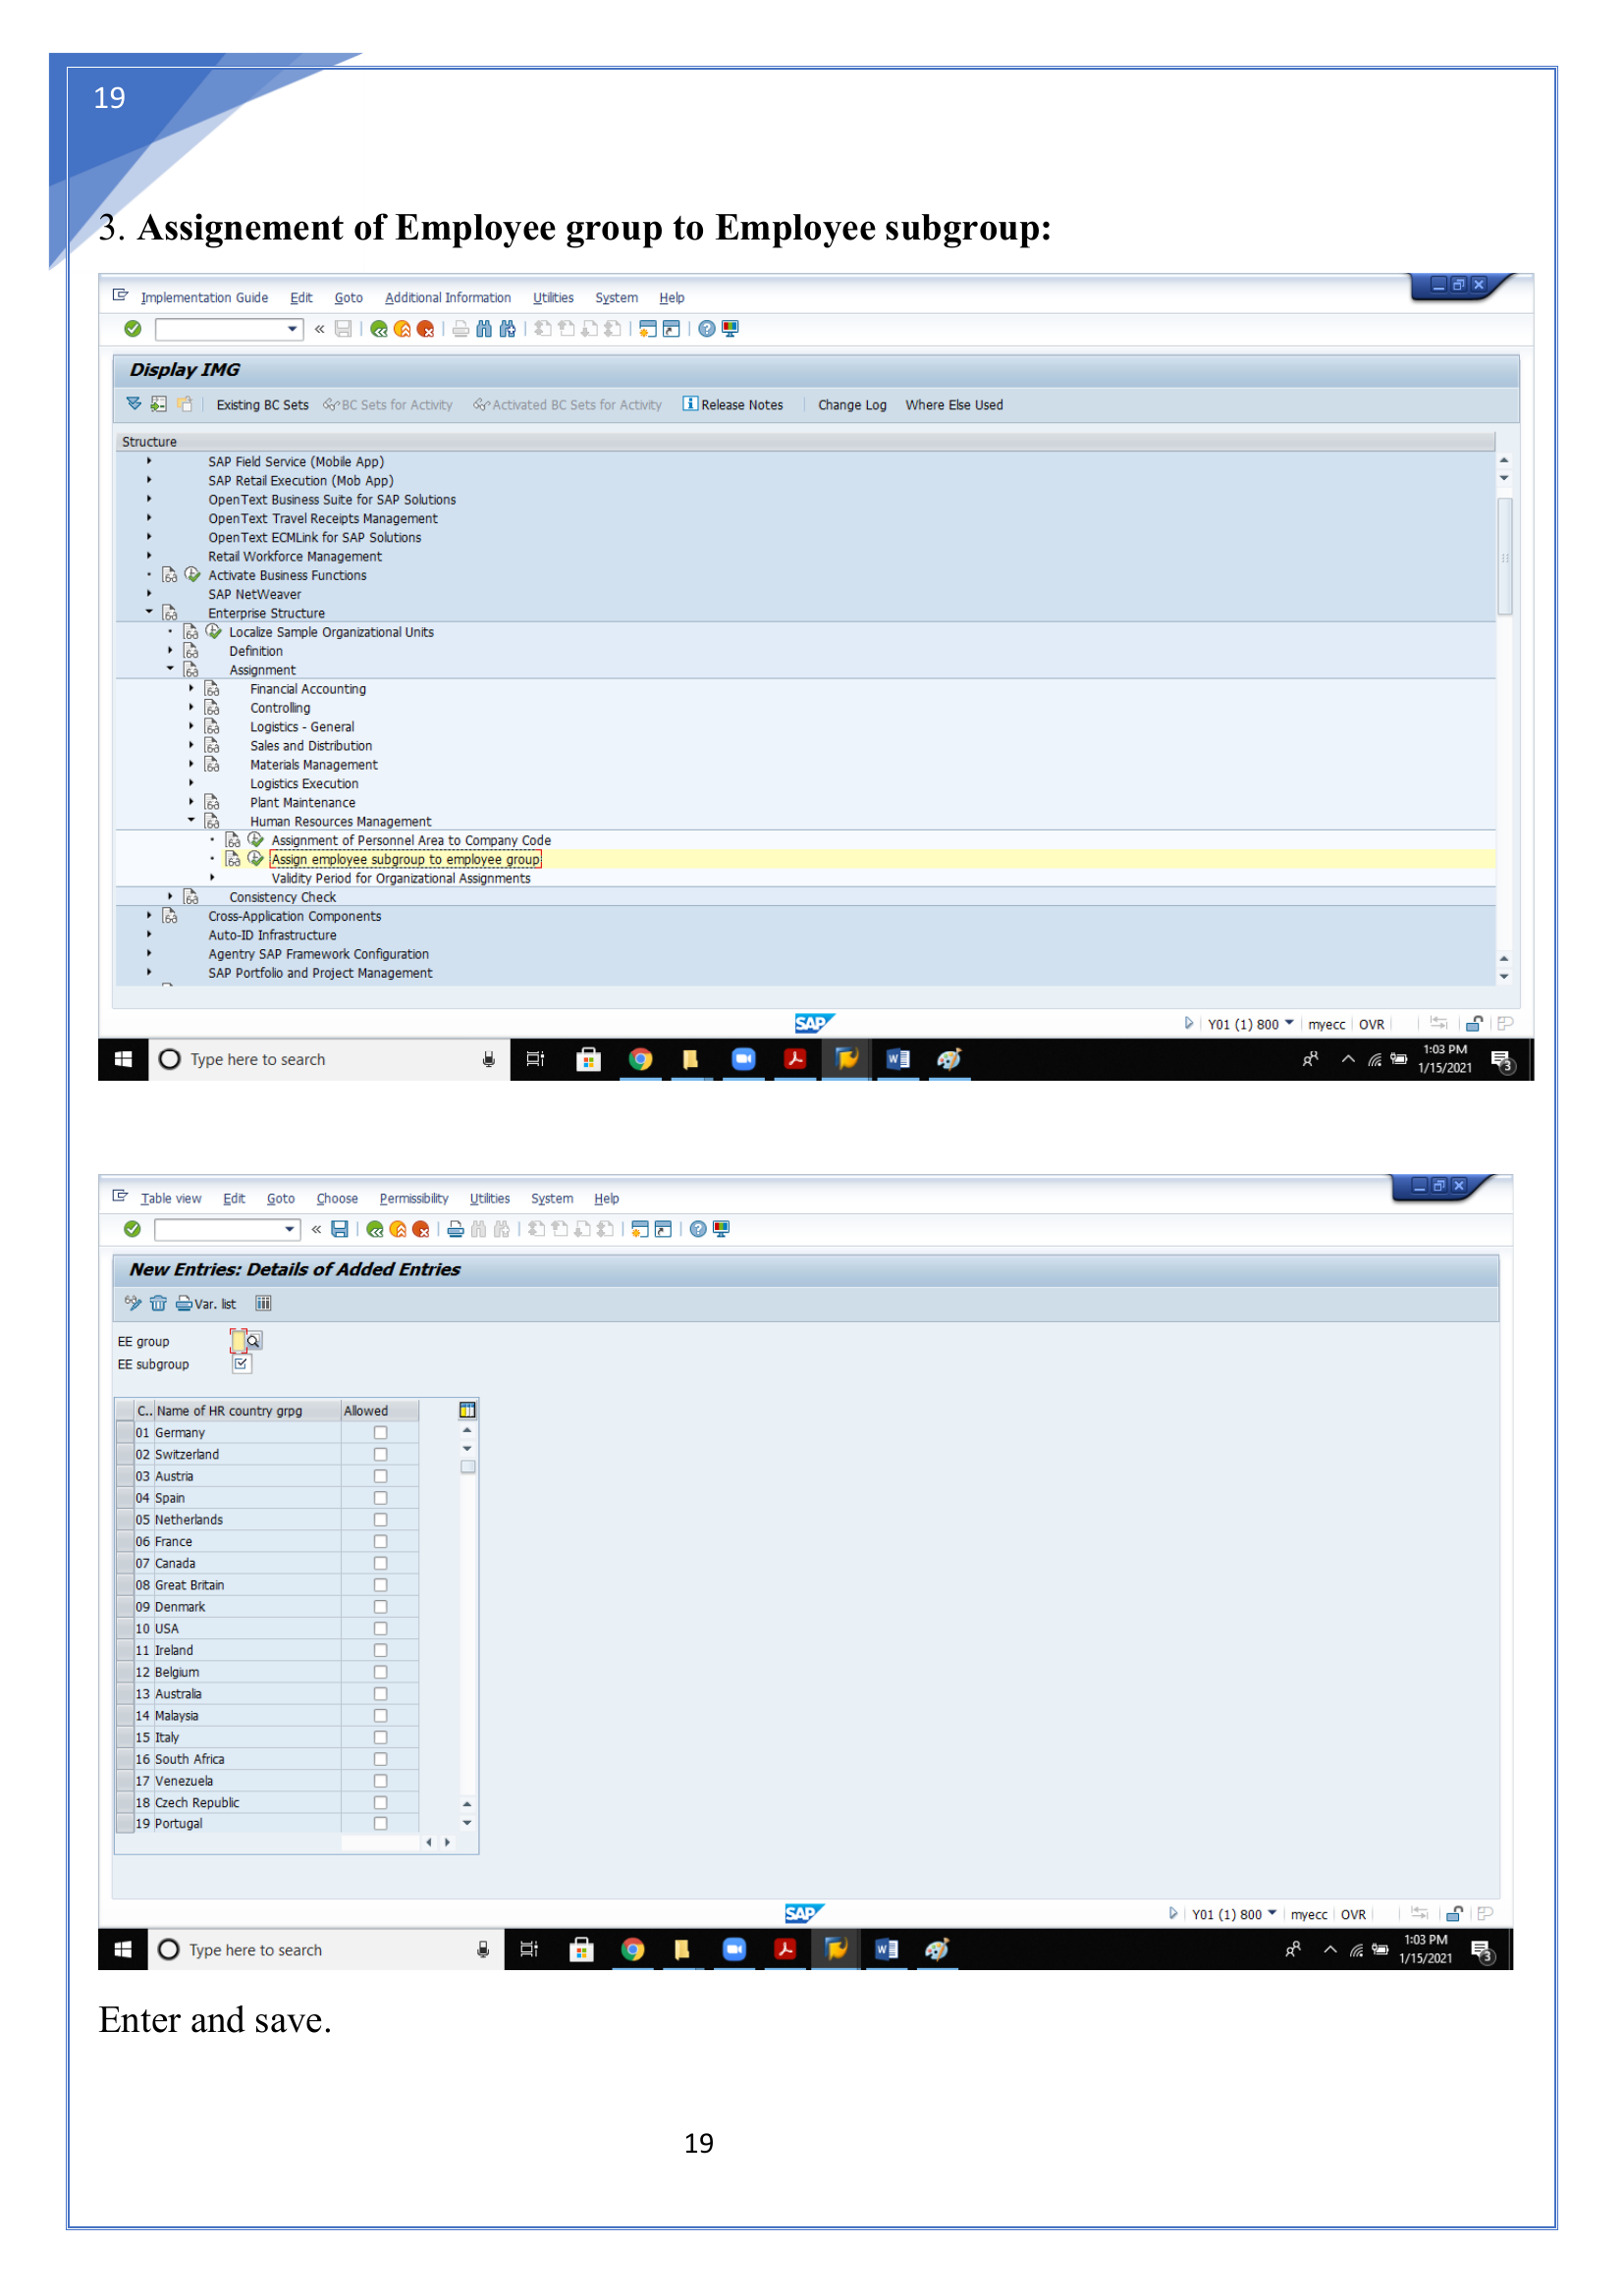 19
3. Assignement of Employee group to Employee subgroup:
Implementation Guide Edit Goto Additional Information Utilities System Help
Display IMG
Existing BC Sets BC Sets for Activity Activated BC Sets for Activity Release Notes Change Log Where Else Used
Structure
SAP Field Service (Mobile App)
SAP Retail Execution (Mob App)
OpenText Business Suite for SAP Solutions
OpenText Travel Receipts Management
OpenText ECMLink for SAP Solutions
Retail Workforce Management
Activate Business Functions
SAP NetWeaver
Enterprise Structure
Localize Sample Organizational Units
Definition
Assignment
Financial Accounting
Controlling
Logistics - General
Sales and Distribution
Materials Management
Logistics Execution
Plant Maintenance
Human Resources Management
Assignment of Personnel Area to Company Code
Assign employee subgroup to employee group
Validity Period for Organizational Assignments
Consistency Check
Cross-Application Components
Auto-ID Infrastructure
Agentry SAP Framework Configuration
SAP Portfolio and Project Management
SAP Y01 (1) 800 myecc OVR
Type here to search 1:03 PM
1/15/2021 3
Table view Edit Goto Choose Permissibility Utilities System Help
New Entries: Details of Added Entries
Var. list
EE group
EE subgroup
C.. Name of HR country grpg Allowed
01 Germany
02 Switzerland
03 Austria
04 Spain
05 Netherlands
06 France
07 Canada
08 Great Britain
09 Denmark
10 USA
11 Ireland
12 Belgium
13 Australia
14 Malaysia
15 Italy
16 South Africa
17 Venezuela
18 Czech Republic
19 Portugal
SAP Y01 (1) 800 myecc OVR
Type here to search 1:03 PM
1/15/2021 3
Enter and save.
19